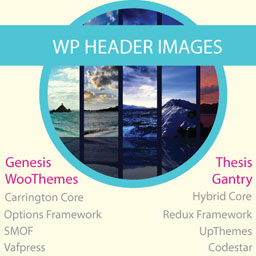 WP HEADER IMAGES
Genesis
WooThemes
Carrington Core
Options Framework
SMOF
Vafpress
Thesis
Gantry
Hybrid Core
Redux Framework
UpThemes
Codestar